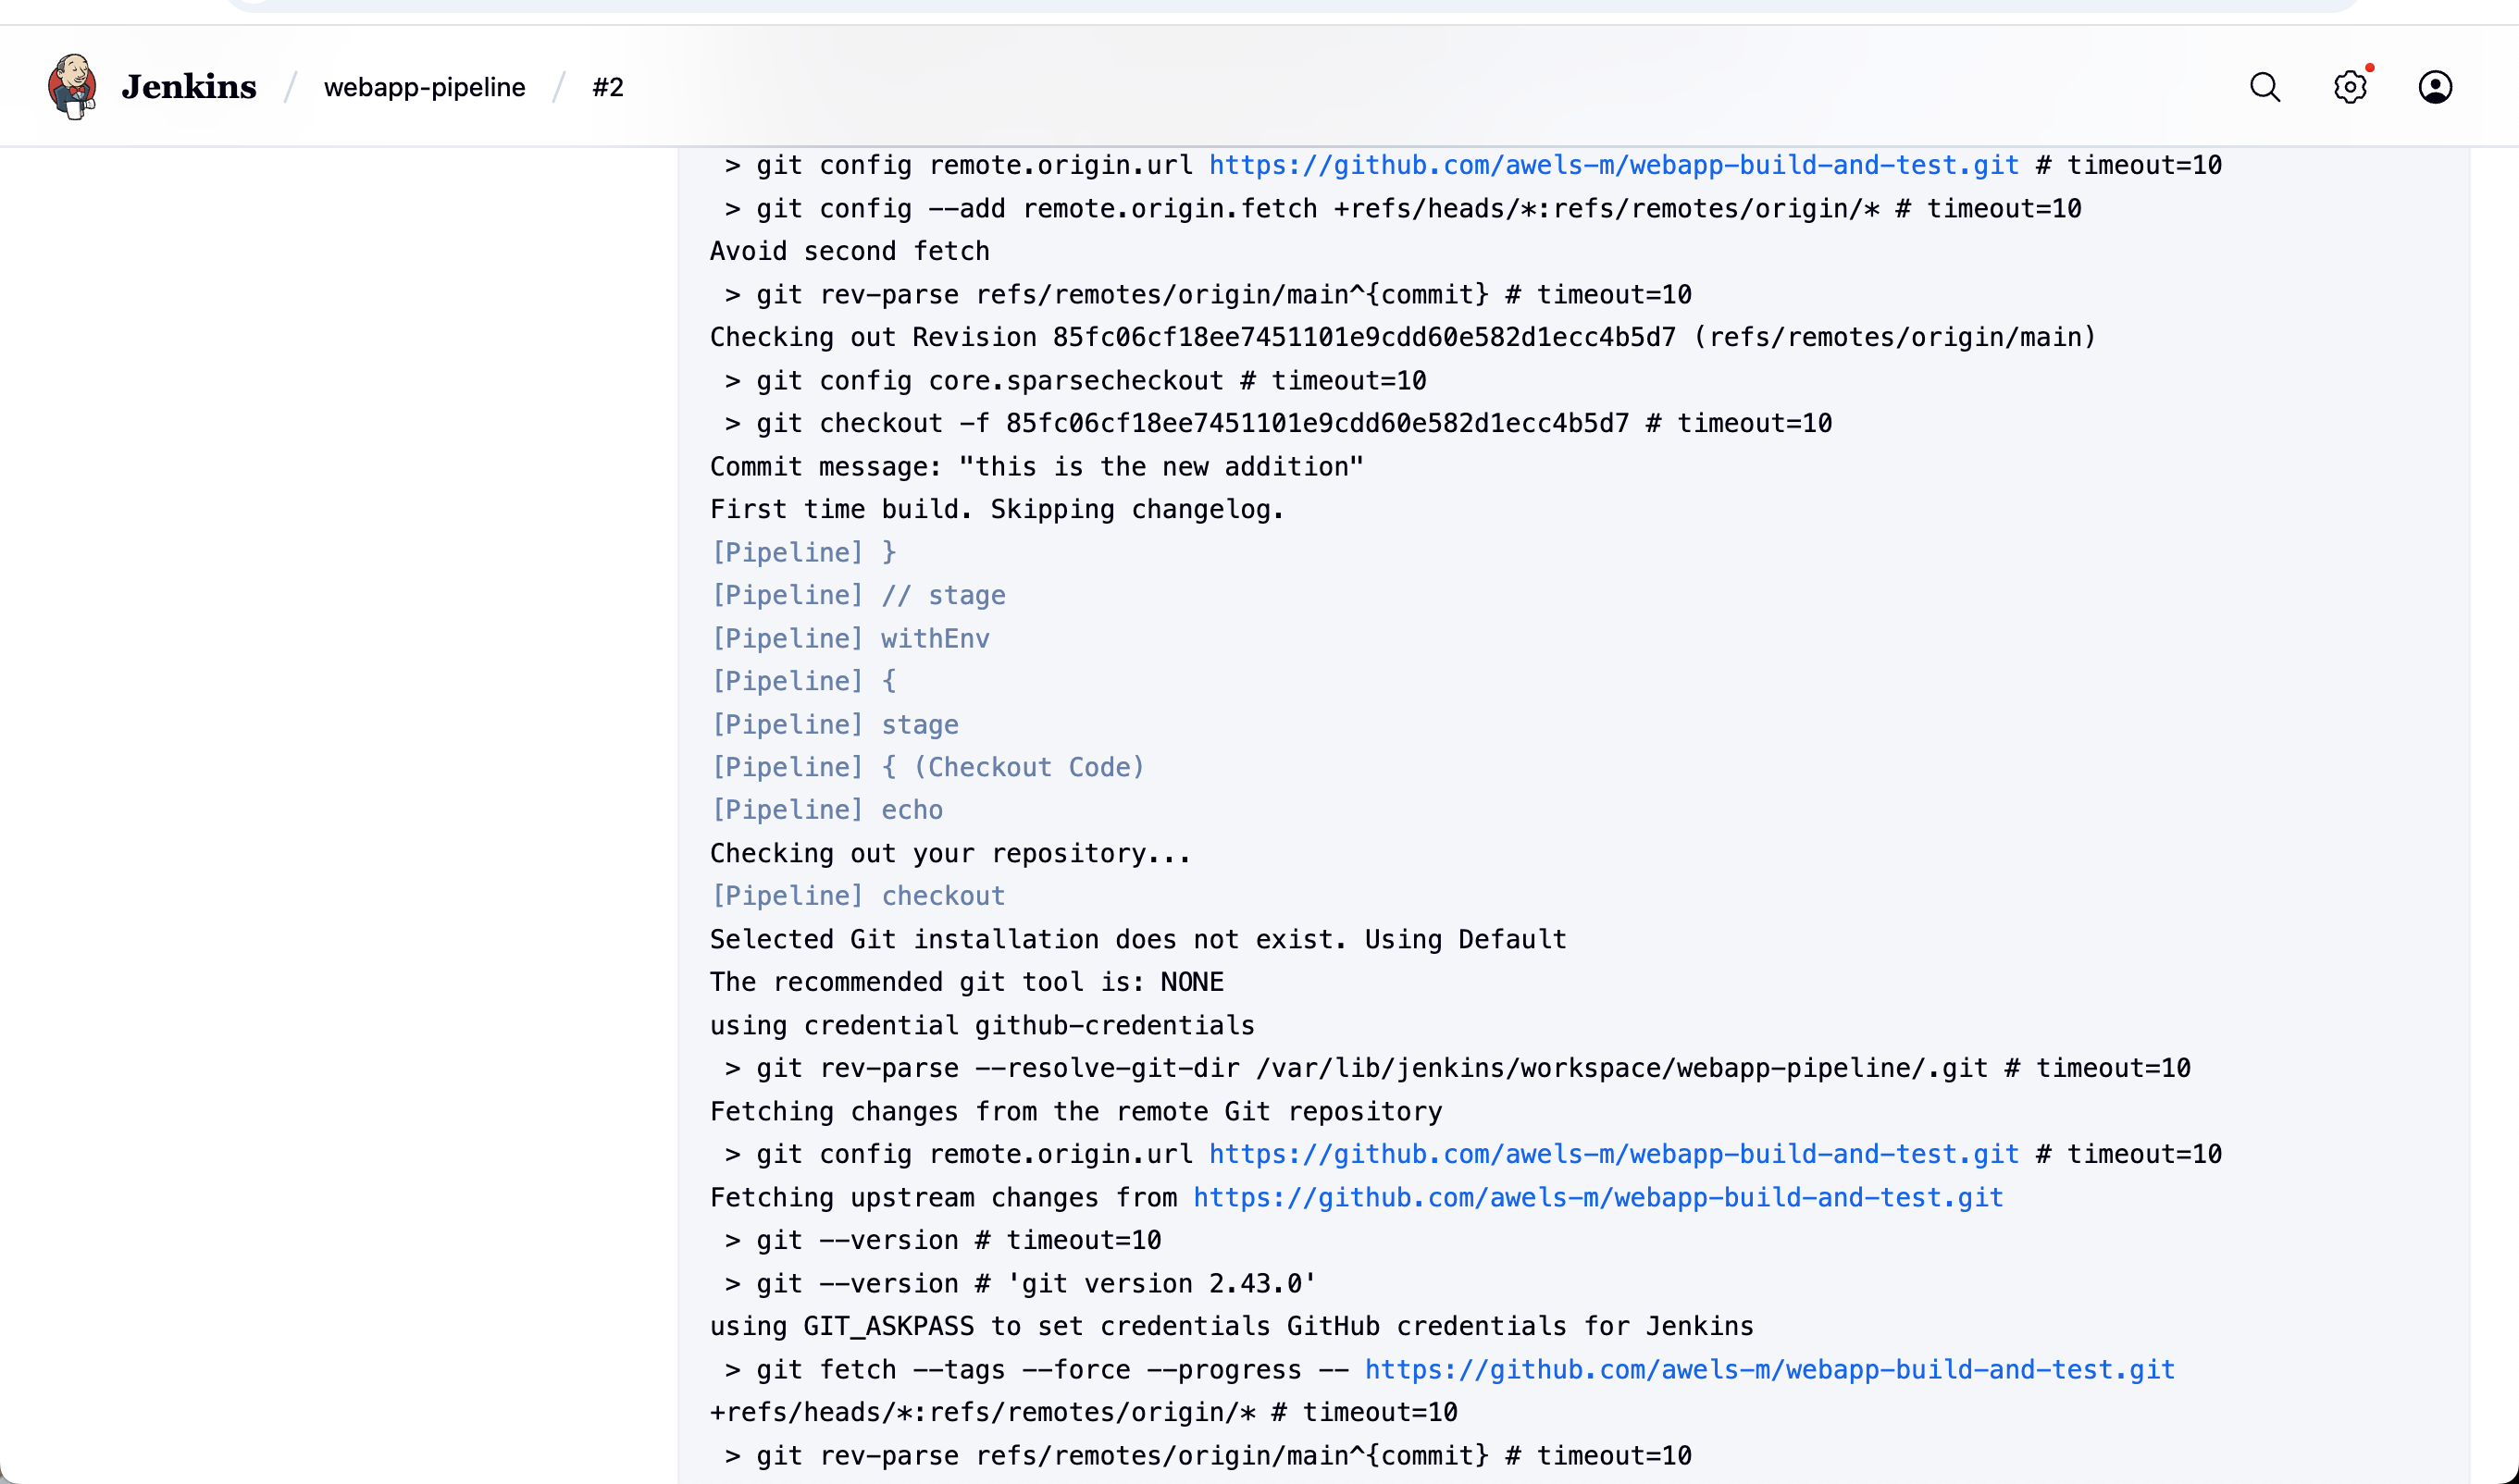 Jenkins / webapp-pipeline / #2
 > git config remote.origin.url https://github.com/awels-m/webapp-build-and-test.git # timeout=10
 > git config --add remote.origin.fetch +refs/heads/*:refs/remotes/origin/* # timeout=10
Avoid second fetch
 > git rev-parse refs/remotes/origin/main^{commit} # timeout=10
Checking out Revision 85fc06cf18ee7451101e9cdd60e582d1ecc4b5d7 (refs/remotes/origin/main)
 > git config core.sparsecheckout # timeout=10
 > git checkout -f 85fc06cf18ee7451101e9cdd60e582d1ecc4b5d7 # timeout=10
Commit message: "this is the new addition"
First time build. Skipping changelog.
[Pipeline] }
[Pipeline] // stage
[Pipeline] withEnv
[Pipeline] {
[Pipeline] stage
[Pipeline] { (Checkout Code)
[Pipeline] echo
Checking out your repository...
[Pipeline] checkout
Selected Git installation does not exist. Using Default
The recommended git tool is: NONE
using credential github-credentials
 > git rev-parse --resolve-git-dir /var/lib/jenkins/workspace/webapp-pipeline/.git # timeout=10
Fetching changes from the remote Git repository
 > git config remote.origin.url https://github.com/awels-m/webapp-build-and-test.git # timeout=10
Fetching upstream changes from https://github.com/awels-m/webapp-build-and-test.git
 > git --version # timeout=10
 > git --version # 'git version 2.43.0'
using GIT_ASKPASS to set credentials GitHub credentials for Jenkins
 > git fetch --tags --force --progress -- https://github.com/awels-m/webapp-build-and-test.git
+refs/heads/*:refs/remotes/origin/* # timeout=10
 > git rev-parse refs/remotes/origin/main^{commit} # timeout=10